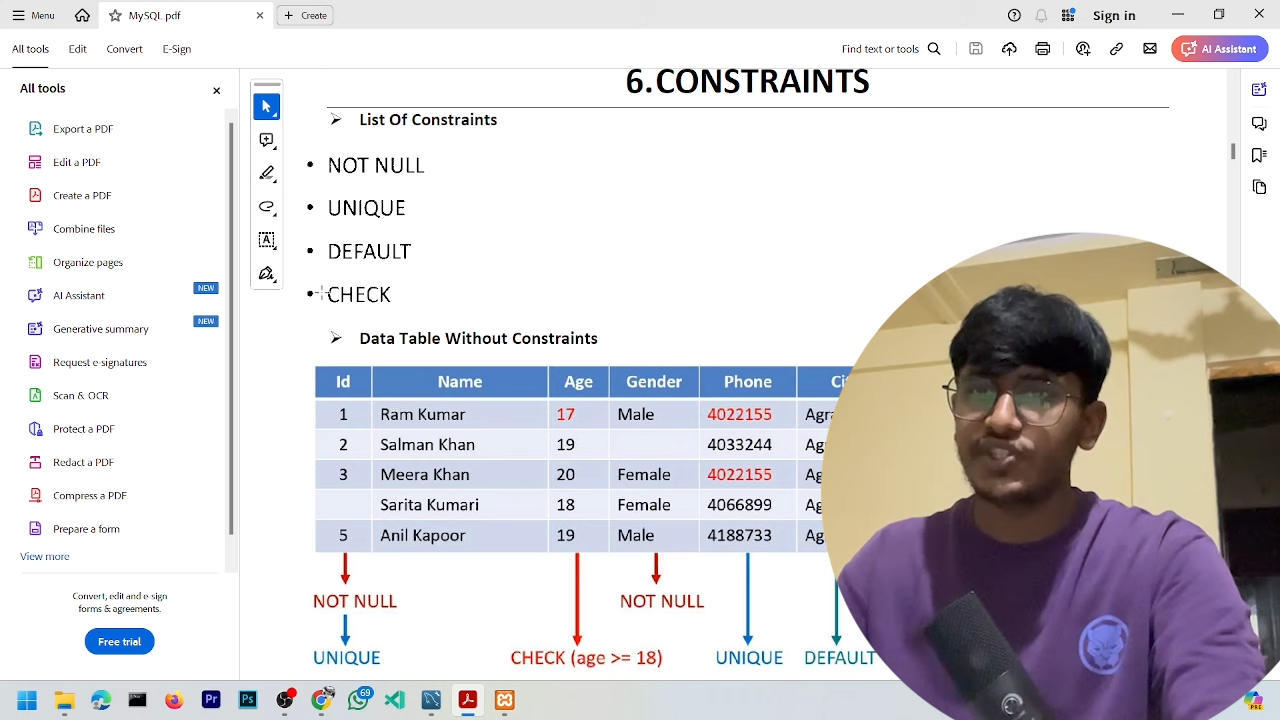 Menu
MySQL.pdf
Create
Sign in
All tools Edit Convert E-Sign
Find text or tools
AI Assistant
All tools
Export a PDF
Edit a PDF
Create a PDF
Combine files
Organize pages
AI Assistant NEW
Generative summary NEW
Request e-signatures
Scan & OCR
Protect a PDF
Redact a PDF
Compress a PDF
Prepare a form
View more
Convert, edit and e-sign
forms & agreements.
Free trial
6.CONSTRAINTS
List Of Constraints
NOT NULL
UNIQUE
DEFAULT
CHECK
Data Table Without Constraints
Id Name Age Gender Phone
1 Ram Kumar 17 Male 4022155
2 Salman Khan 19 4033244
3 Meera Khan 20 Female 4022155
Sarita Kumari 18 Female 4066899
5 Anil Kapoor 19 Male 4188733
NOT NULL NOT NULL
UNIQUE CHECK (age >= 18) UNIQUE DEFAULT
69
Pr
Ps
PRE